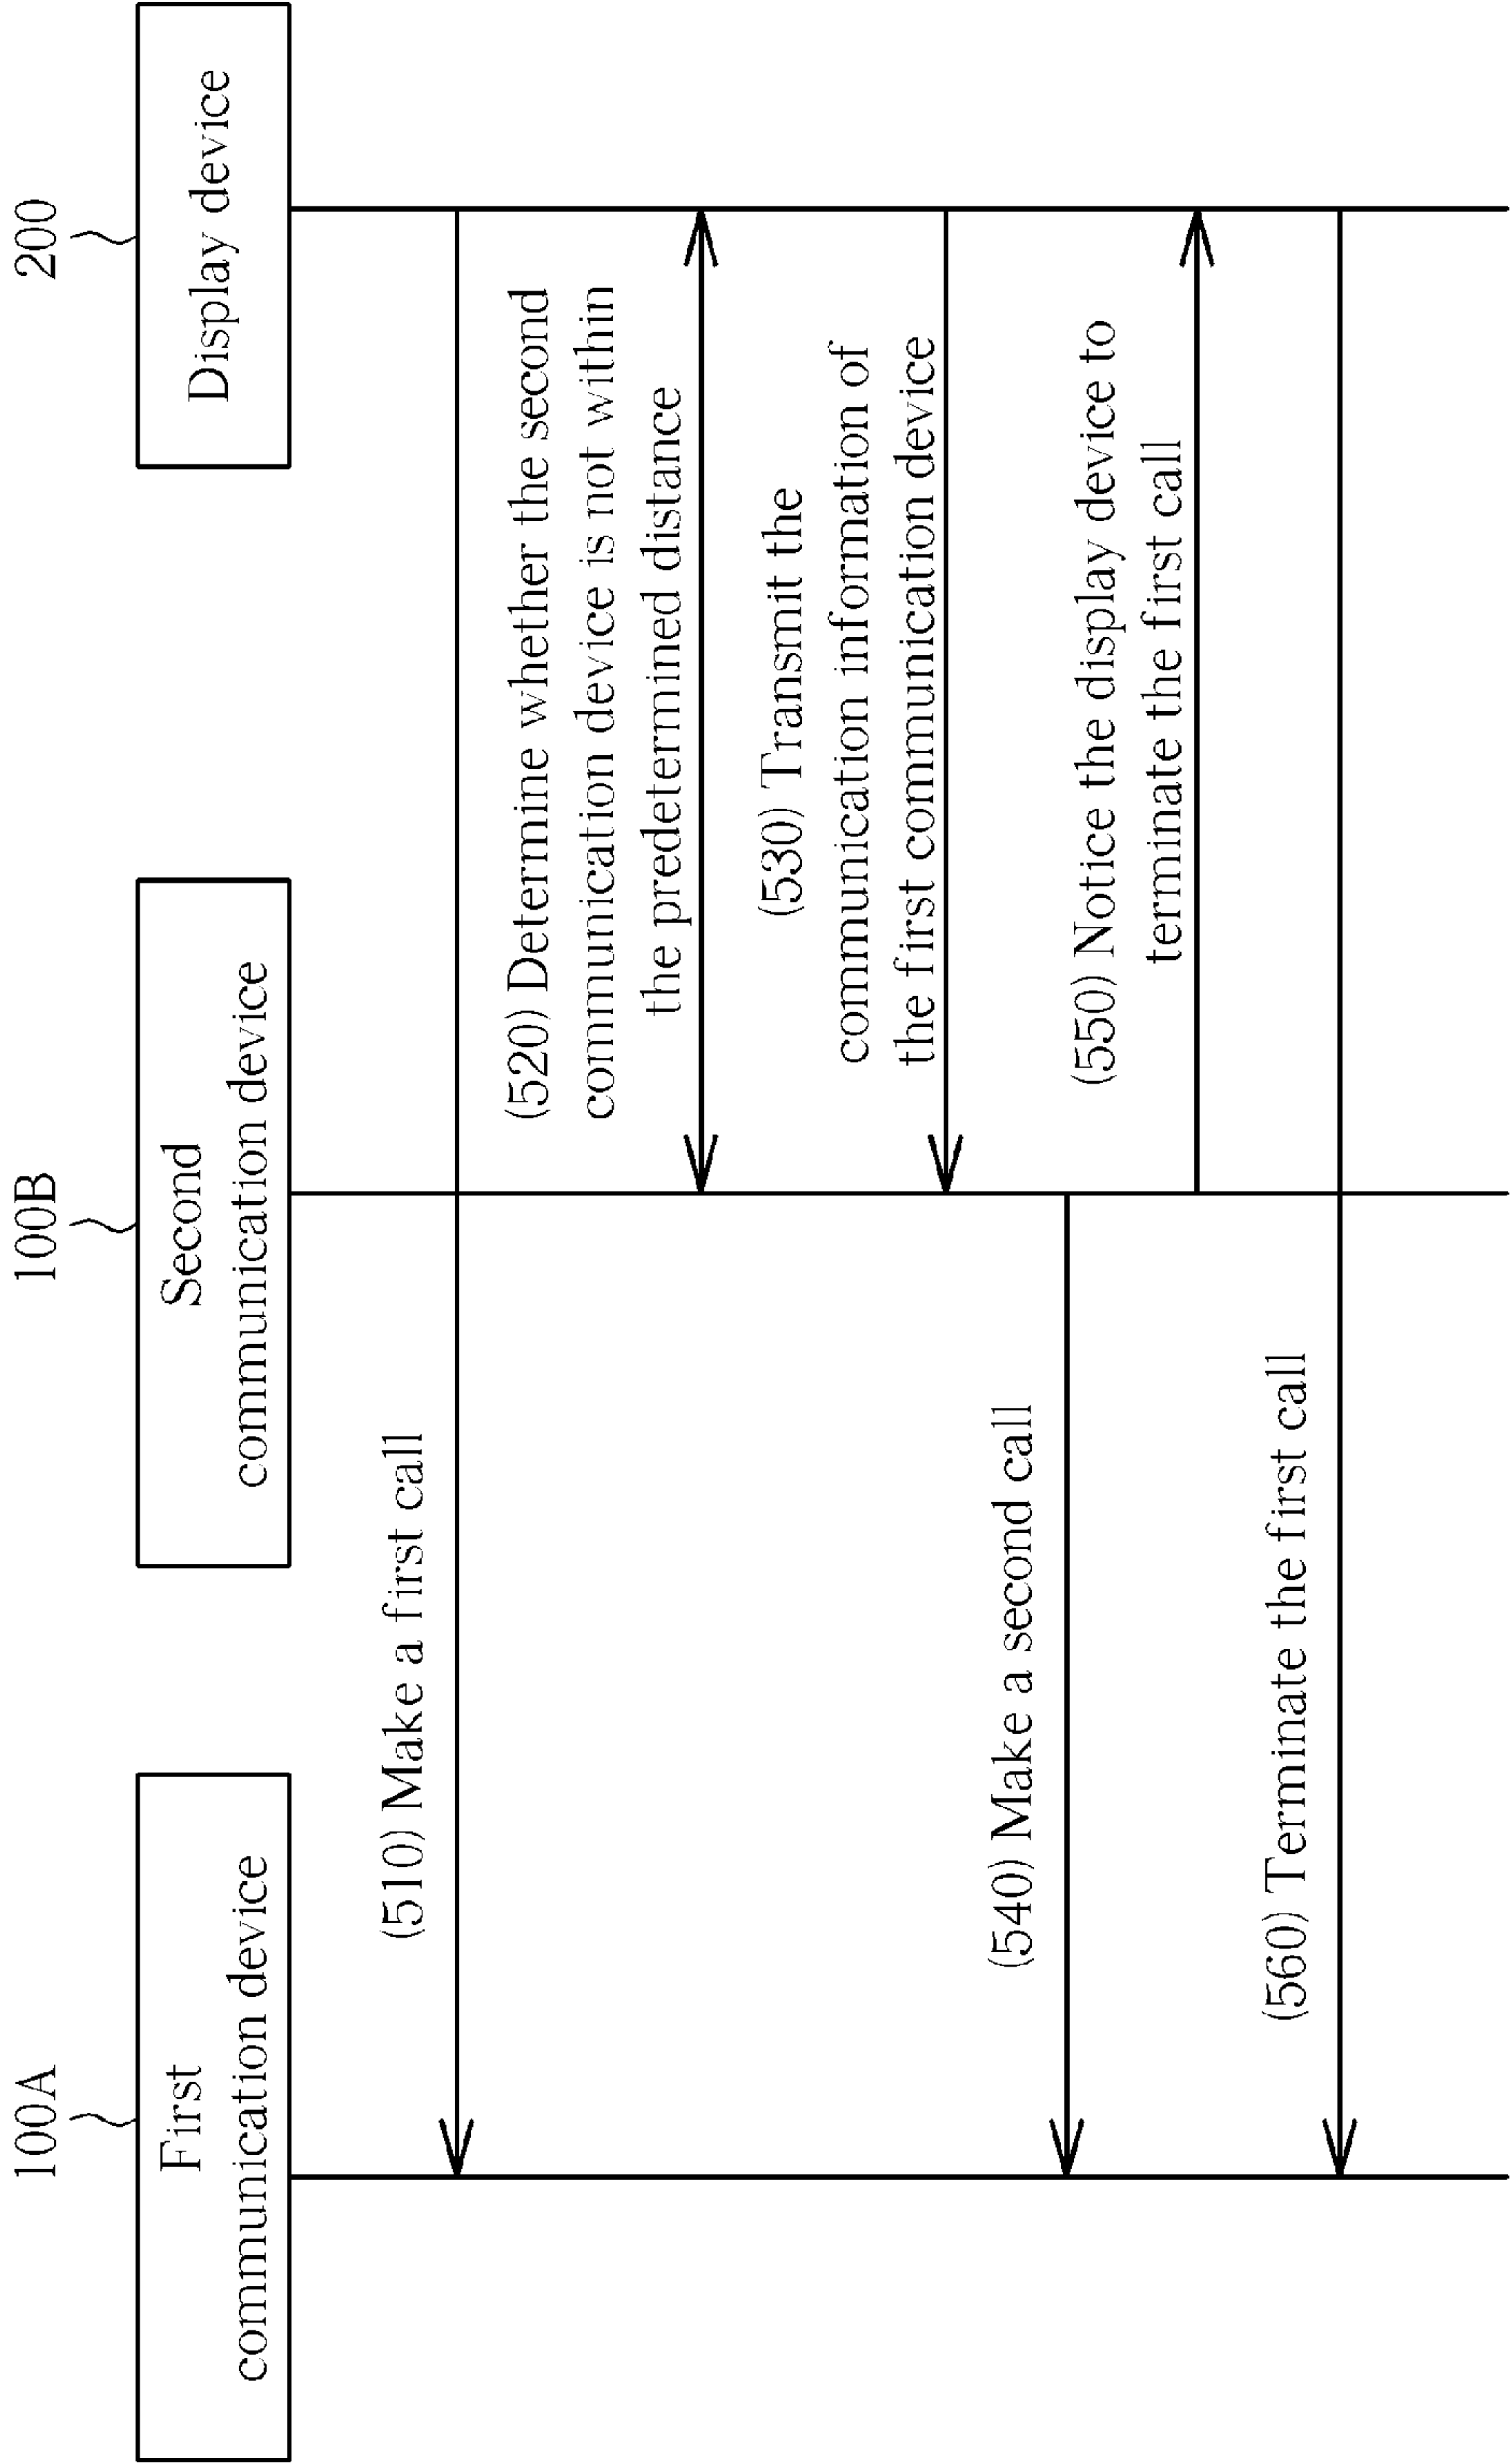 100A
100B
200
First
communication device
Second
communication device
Display device
(510) Make a first call
(520) Determine whether the second
communication device is not within
the predetermined distance
(530) Transmit the
communication information of
the first communication device
(540) Make a second call
(550) Notice the display device to
terminate the first call
(560) Terminate the first call